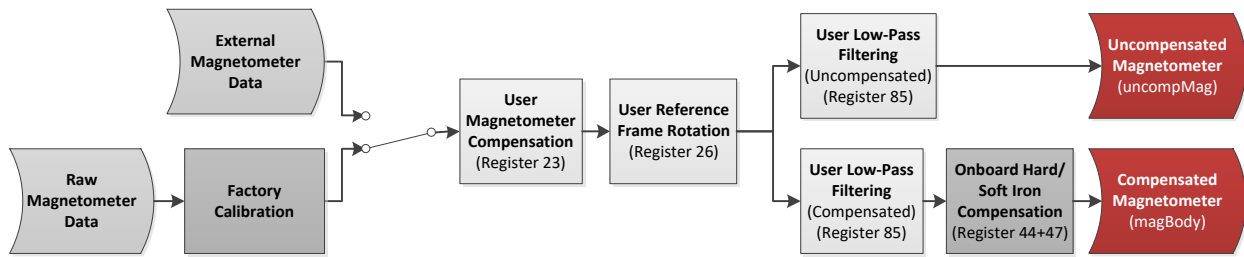 External
Magnetometer
Data
Raw
Magnetometer
Data
Factory
Calibration
User
Magnetometer
Compensation
(Register 23)
User Reference
Frame Rotation
(Register 26)
User Low-Pass
Filtering
(Uncompensated)
(Register 85)
Uncompensated
Magnetometer
(uncompMag)
User Low-Pass
Filtering
(Compensated)
(Register 85)
Onboard Hard/
Soft Iron
Compensation
(Register 44+47)
Compensated
Magnetometer
(magBody)